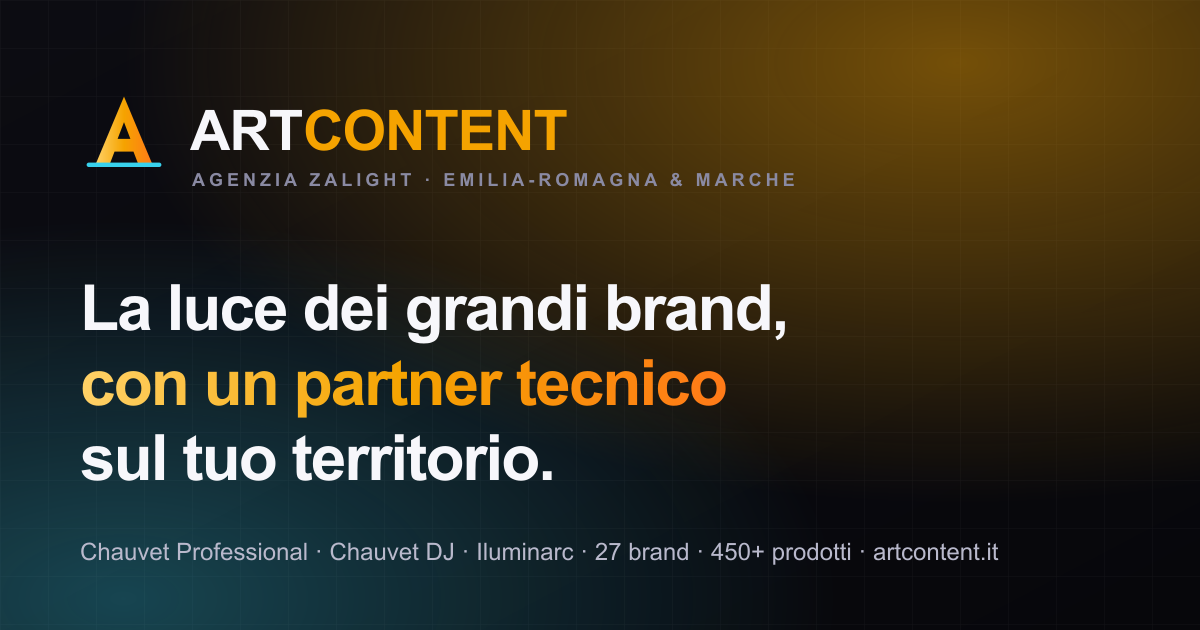 A ARTCONTENT
AGENZIA ZALIGHT · EMILIA-ROMAGNA & MARCHE
La luce dei grandi brand,
con un partner tecnico
sul tuo territorio.
Chauvet Professional · Chauvet DJ · Iluminarc · 27 brand · 450+ prodotti · artcontent.it